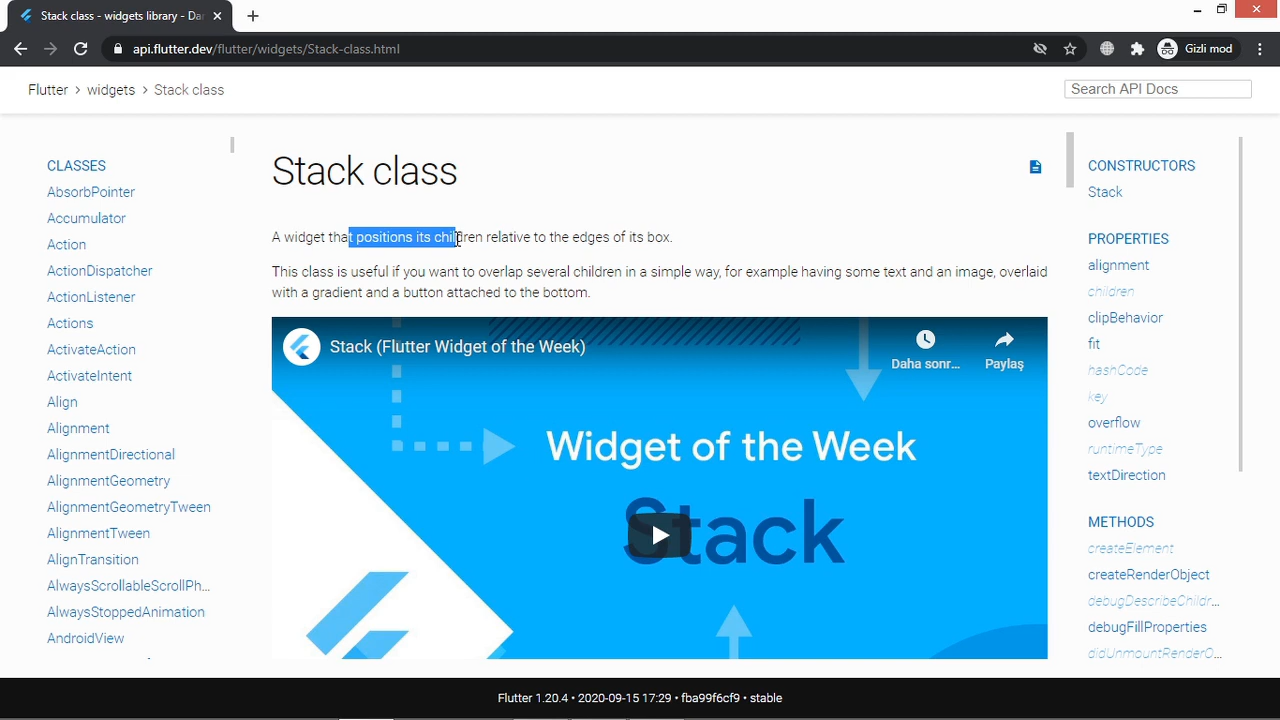 Stack class - widgets library - Dar
api.flutter.dev/flutter/widgets/Stack-class.html
Gizli mod
Flutter > widgets > Stack class
Search API Docs
CLASSES
AbsorbPointer
Accumulator
Action
ActionDispatcher
ActionListener
Actions
ActivateAction
ActivateIntent
Align
Alignment
AlignmentDirectional
AlignmentGeometry
AlignmentGeometryTween
AlignmentTween
AlignTransition
AlwaysScrollableScrollPh...
AlwaysStoppedAnimation
AndroidView
Stack class
A widget that positions its children relative to the edges of its box.
This class is useful if you want to overlap several children in a simple way, for example having some text and an image, overlaid
with a gradient and a button attached to the bottom.
Stack (Flutter Widget of the Week)
Daha sonr...
Paylaş
Widget of the Week
Stack
CONSTRUCTORS
Stack
PROPERTIES
alignment
children
clipBehavior
fit
hashCode
key
overflow
runtimeType
textDirection
METHODS
createElement
createRenderObject
debugDescribeChildr...
debugFillProperties
didUnmountRenderO...
Flutter 1.20.4 • 2020-09-15 17:29 • fba99f6cf9 • stable